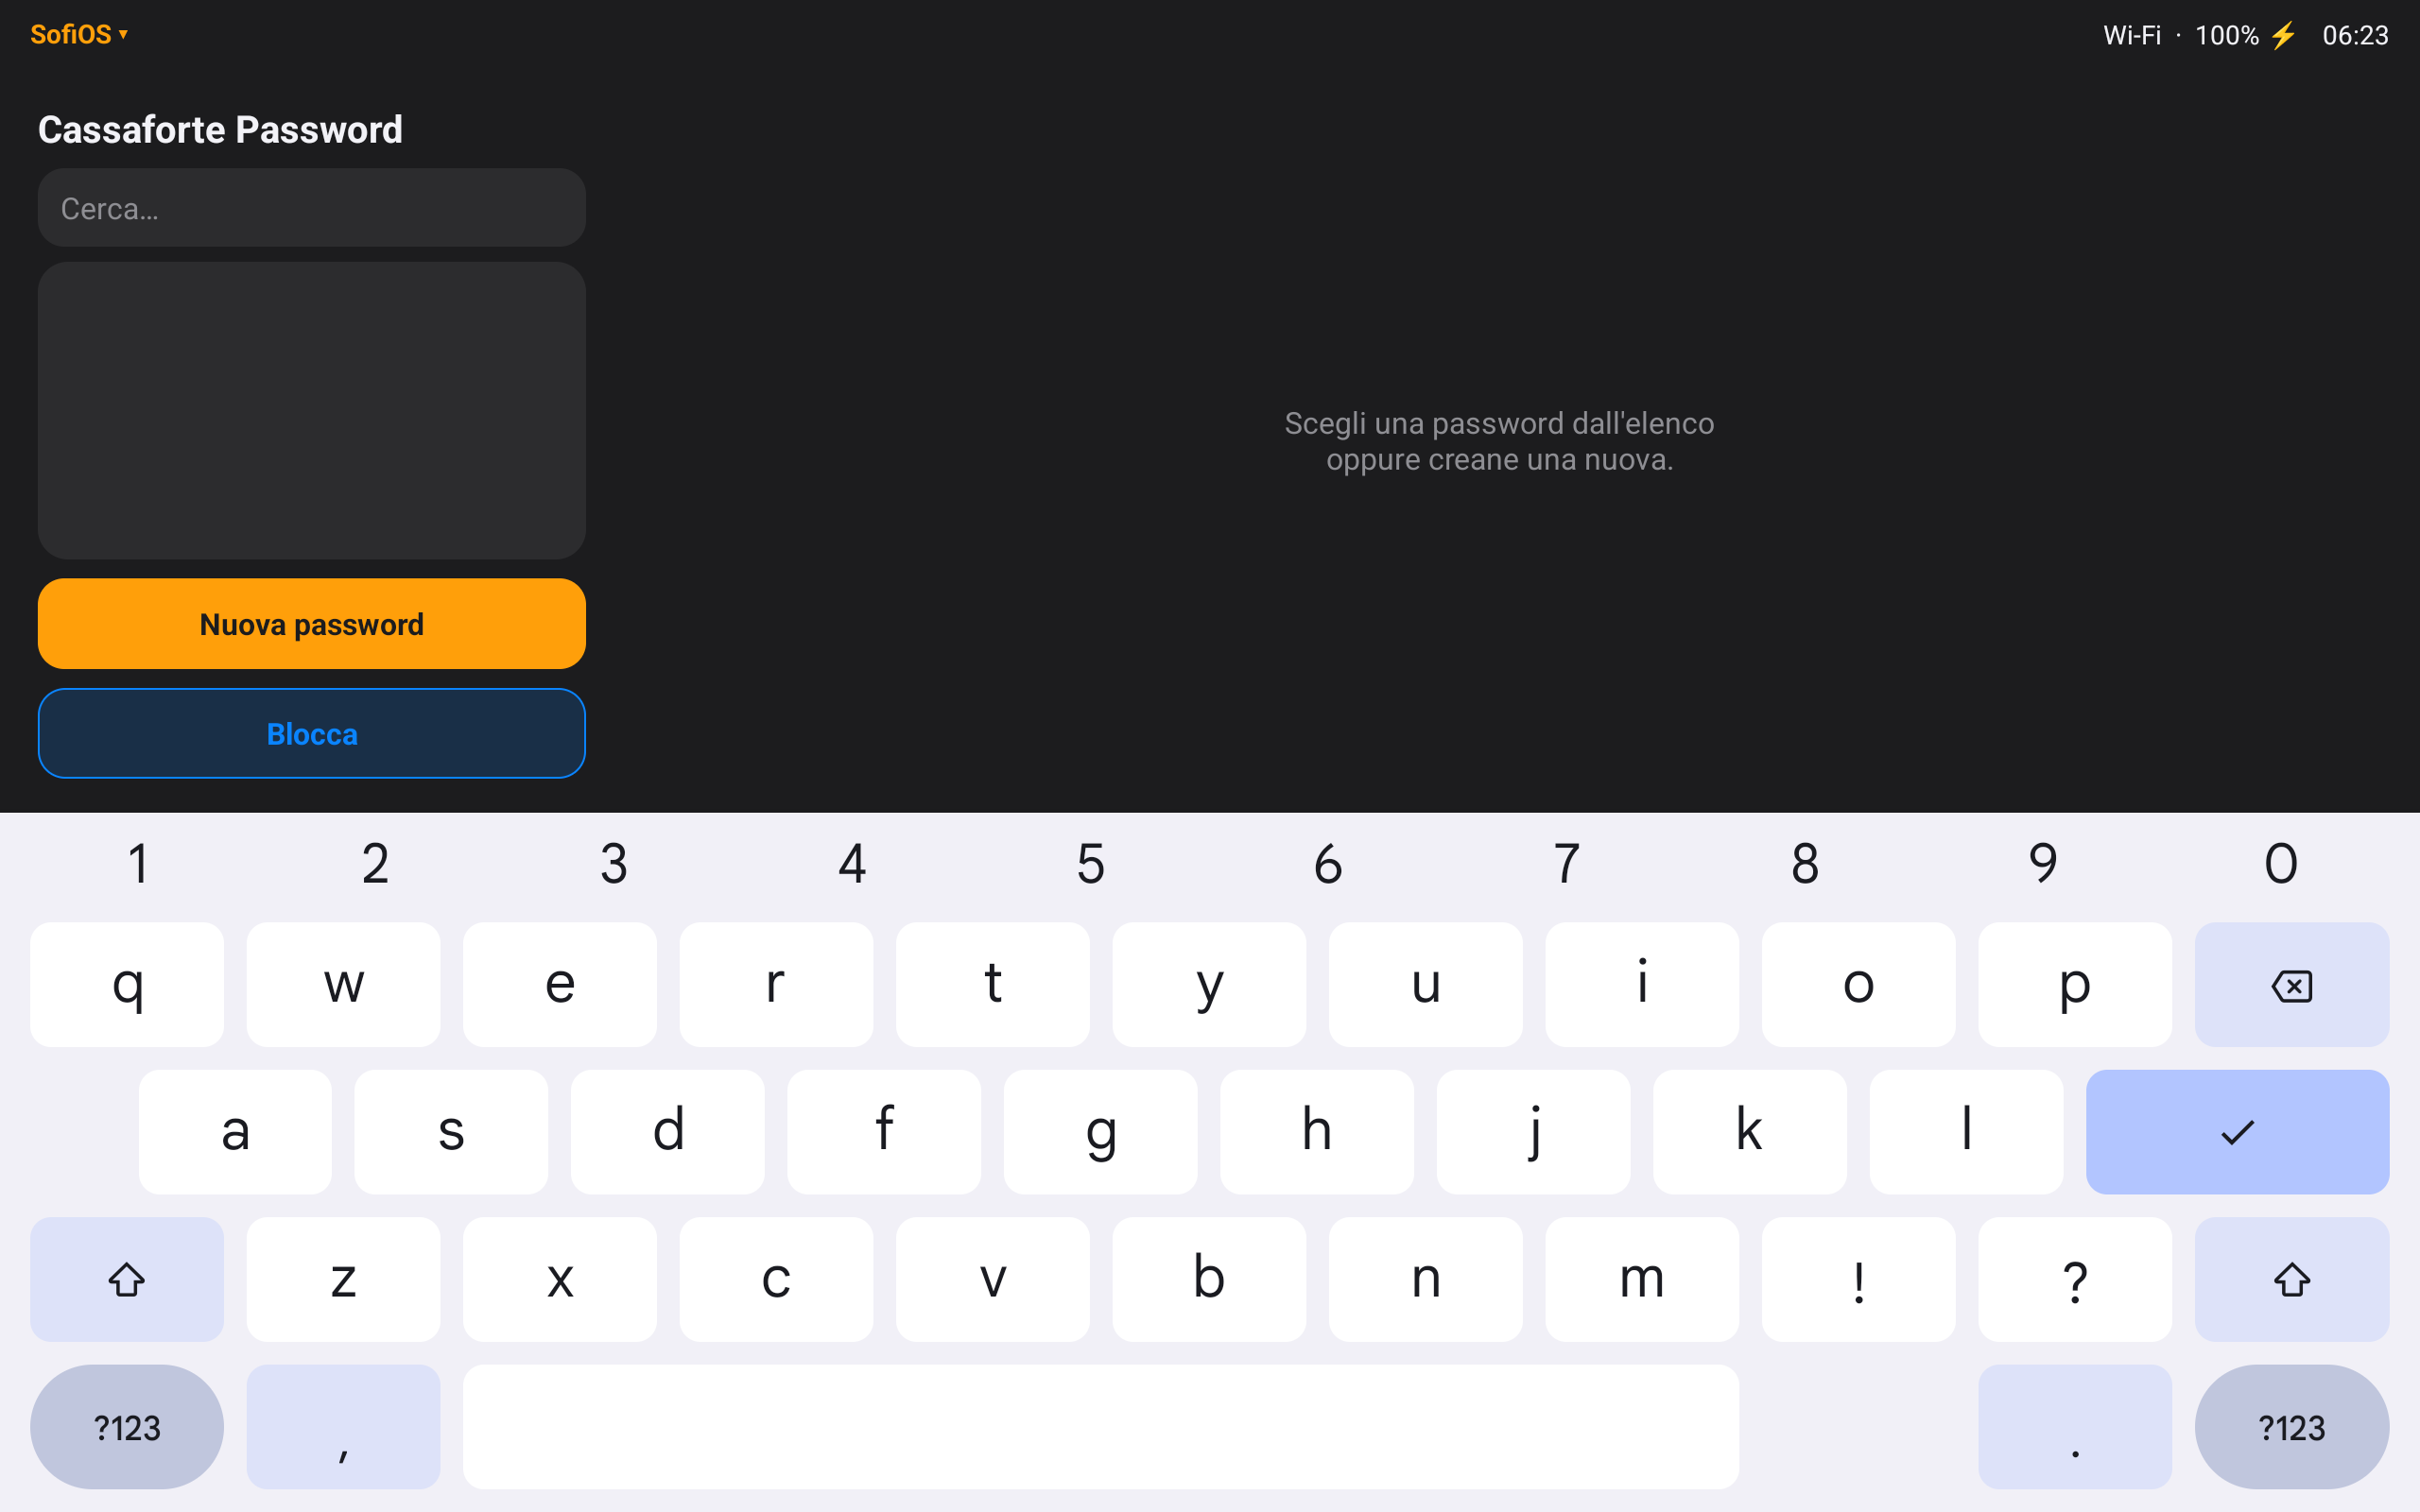 SofiOS ▾
Wi-Fi · 100% ⚡ 06:23
Cassaforte Password
Cerca…
Scegli una password dall'elenco
oppure creane una nuova.
Nuova password
Blocca
1 2 3 4 5 6 7 8 9 0
q w e r t y u i o p
a s d f g h j k l
z x c v b n m ! ?
?123 , . ?123